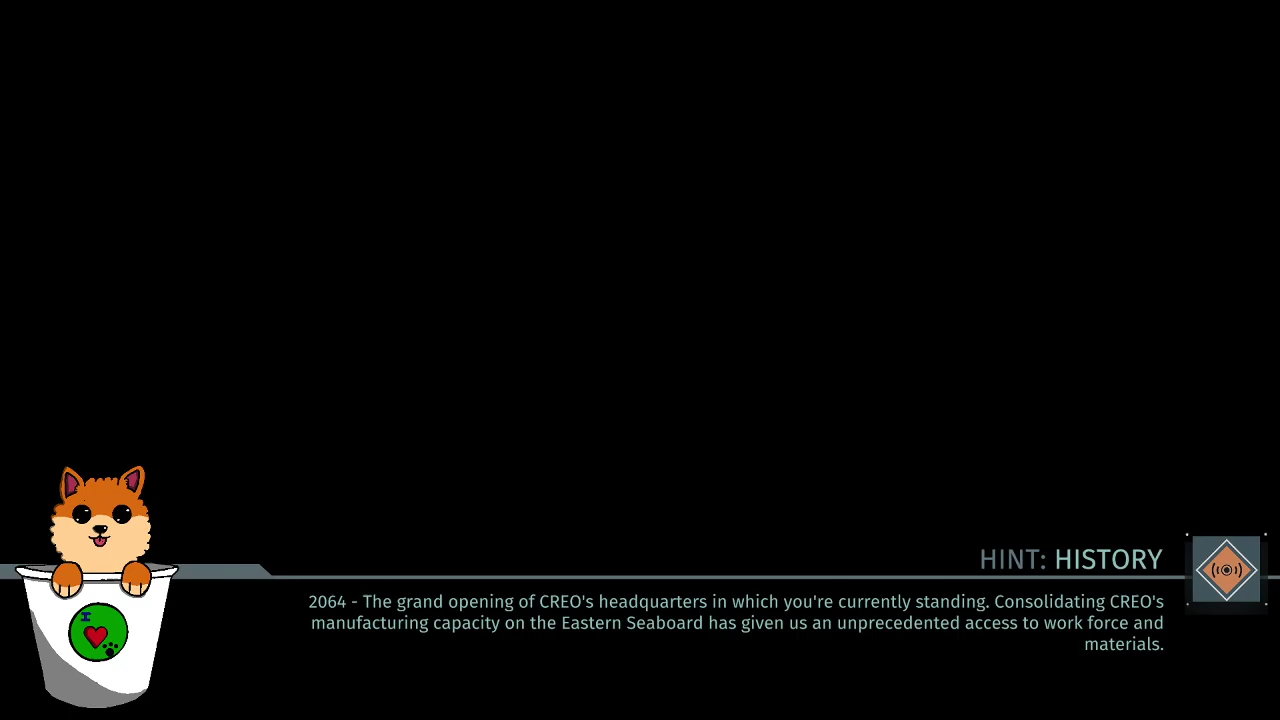 HINT: HISTORY
2064 - The grand opening of CREO's headquarters in which you're currently standing. Consolidating CREO's
manufacturing capacity on the Eastern Seaboard has given us an unprecedented access to work force and
materials.
I